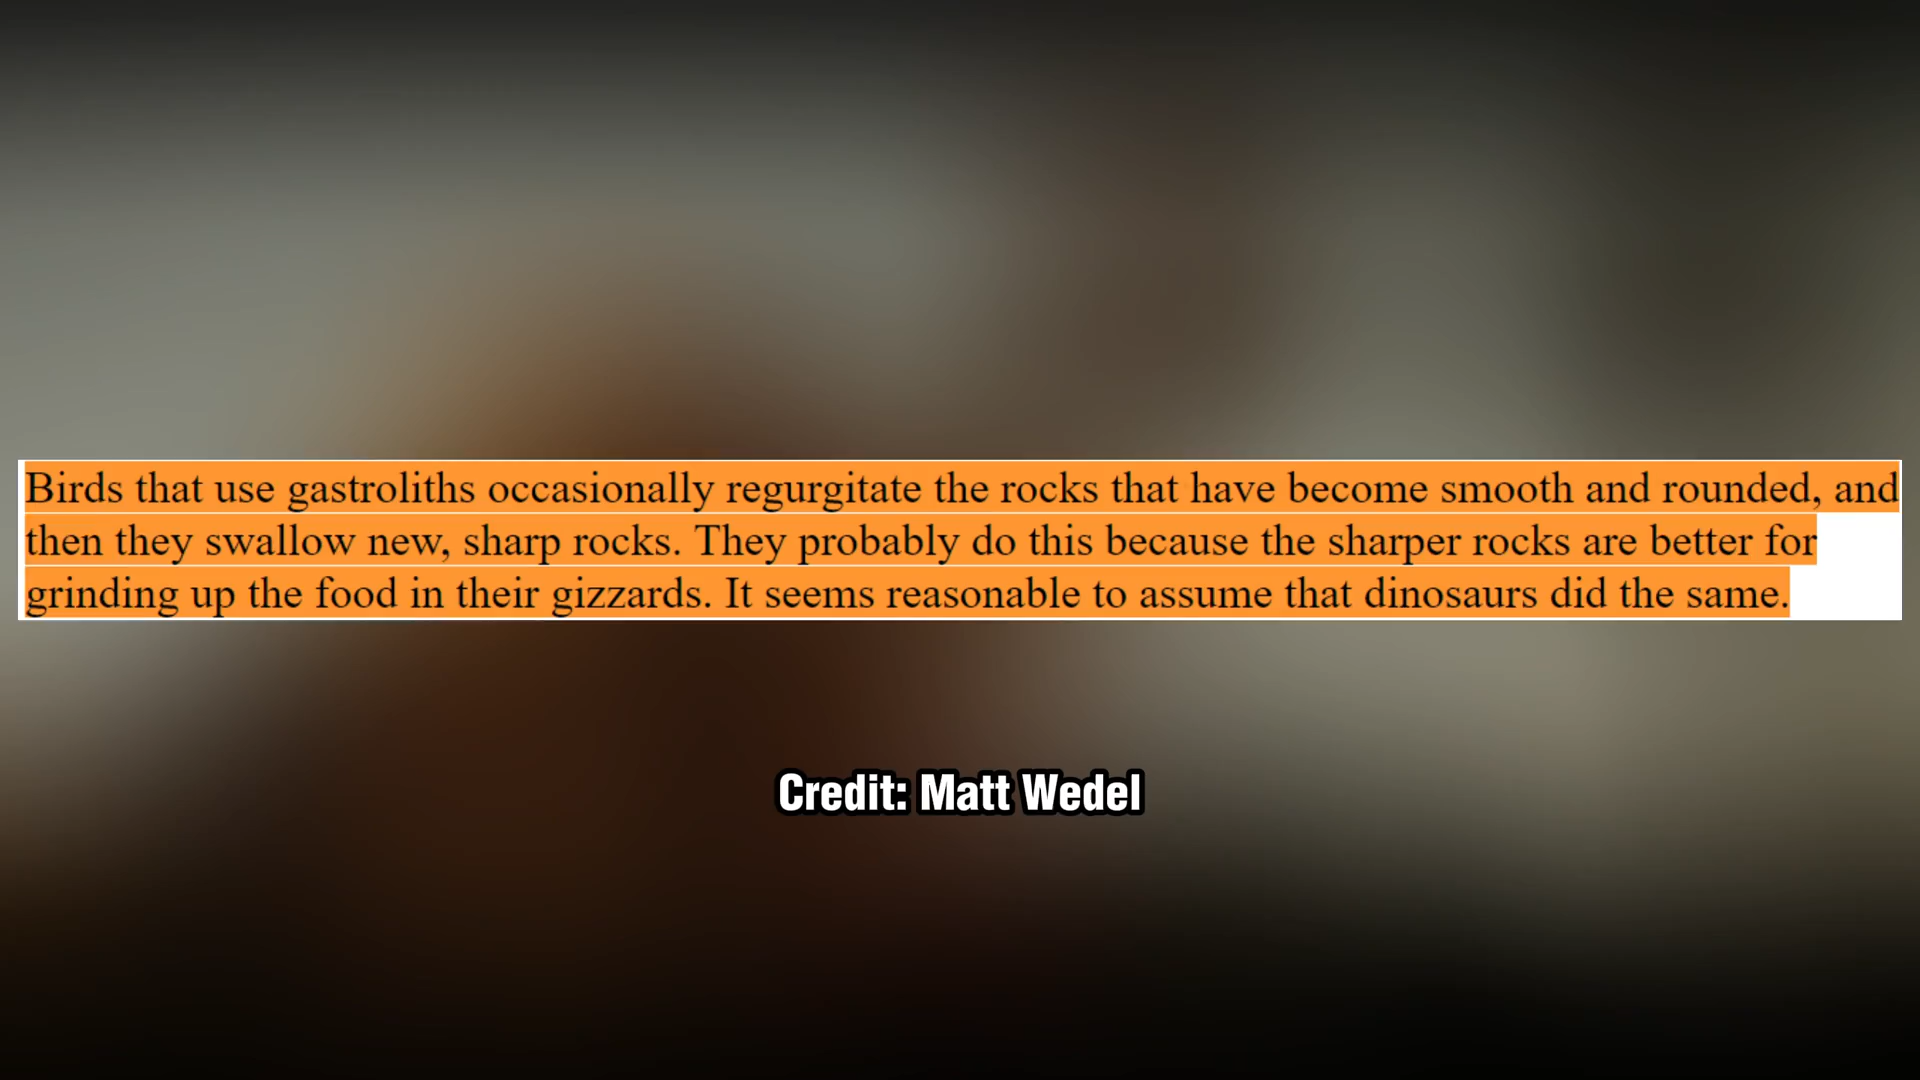 Birds that use gastroliths occasionally regurgitate the rocks that have become smooth and rounded, and
then they swallow new, sharp rocks. They probably do this because the sharper rocks are better for
grinding up the food in their gizzards. It seems reasonable to assume that dinosaurs did the same.
Credit: Matt Wedel